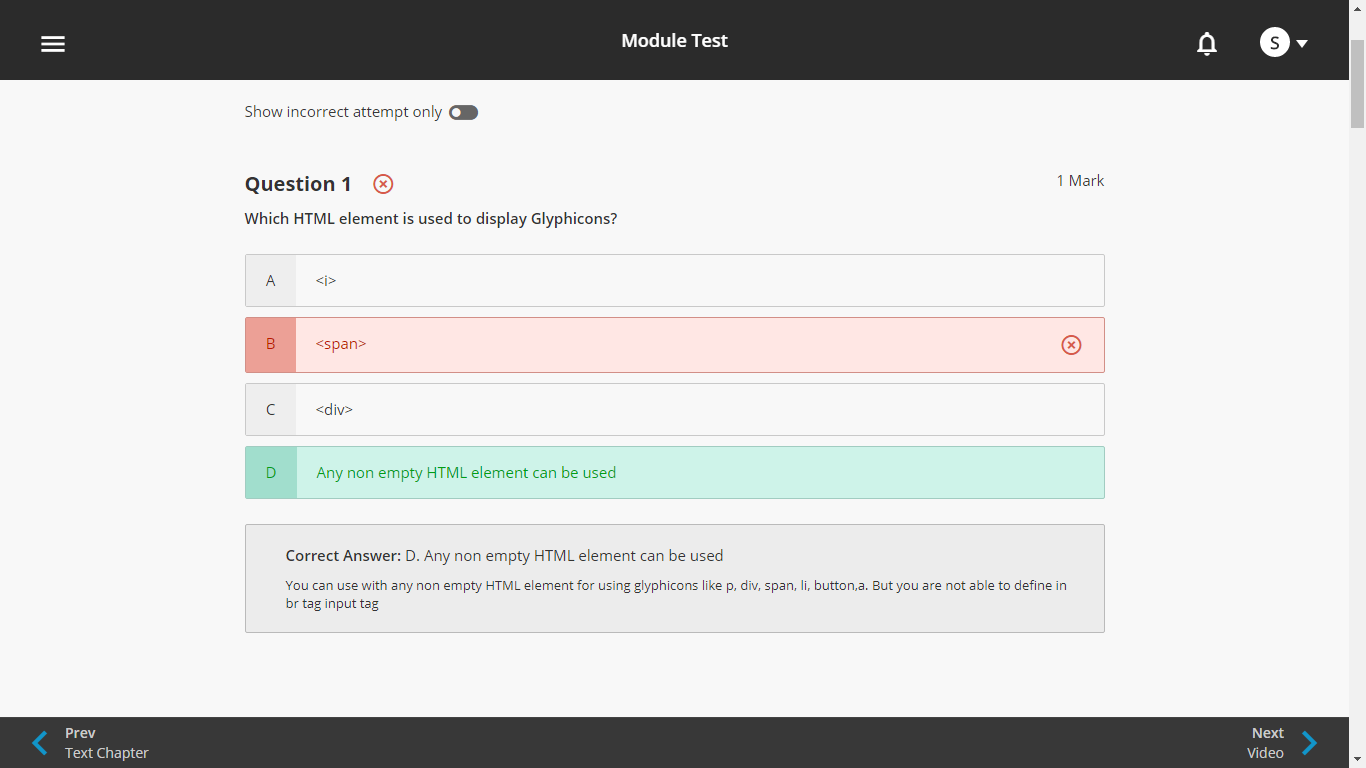 Module Test
S
Show incorrect attempt only
Question 1
1 Mark
Which HTML element is used to display Glyphicons?
A
<i>
B
<span>
C
<div>
D
Any non empty HTML element can be used
Correct Answer: D. Any non empty HTML element can be used
You can use with any non empty HTML element for using glyphicons like p, div, span, li, button,a. But you are not able to define in
br tag input tag
Prev
Text Chapter
Next
Video